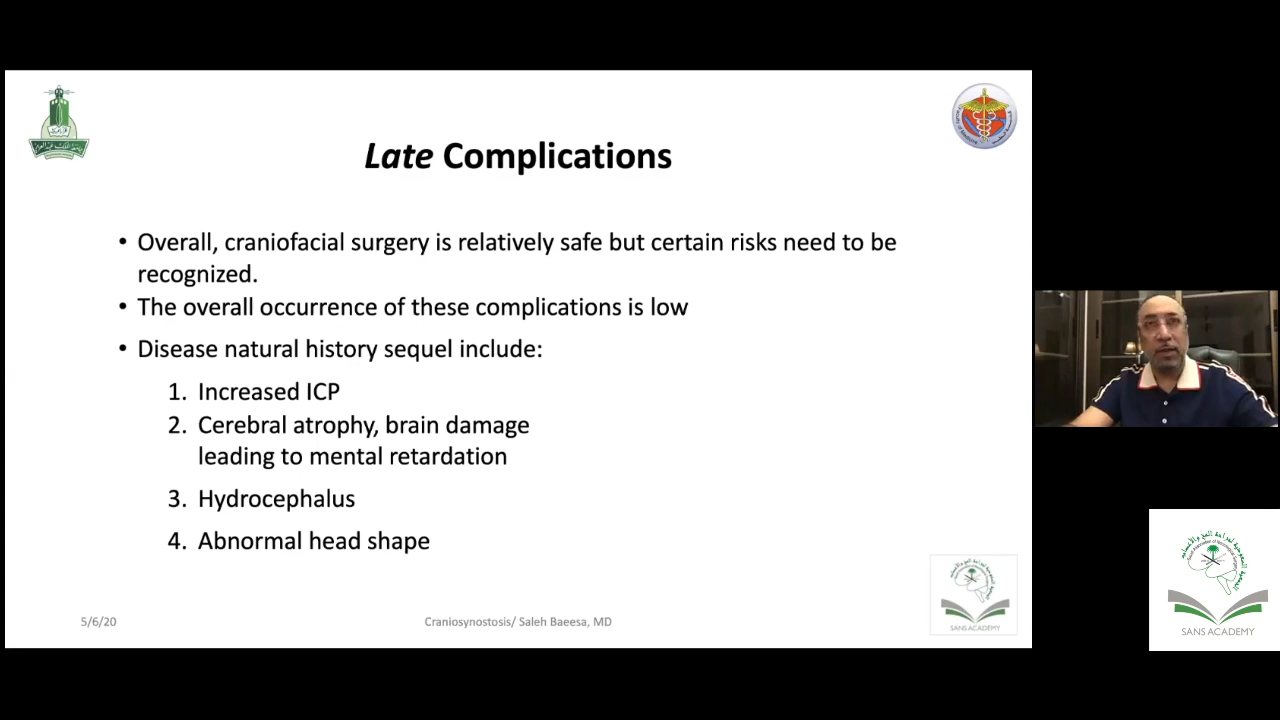 Late Complications
• Overall, craniofacial surgery is relatively safe but certain risks need to be
recognized.
• The overall occurrence of these complications is low
• Disease natural history sequel include:
1. Increased ICP
2. Cerebral atrophy, brain damage
leading to mental retardation
3. Hydrocephalus
4. Abnormal head shape
5/6/20
Craniosynostosis/ Saleh Baeesa, MD
SANS ACADEMY
SANS ACADEMY